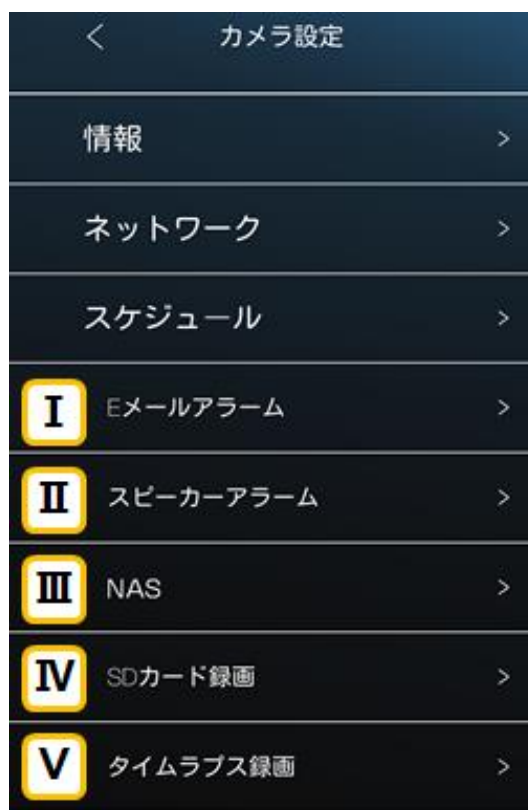 < カメラ設定
情報 >
ネットワーク >
スケジュール >
I Eメールアラーム >
II スピーカーアラーム >
III NAS >
IV SDカード録画 >
V タイムラプス録画 >